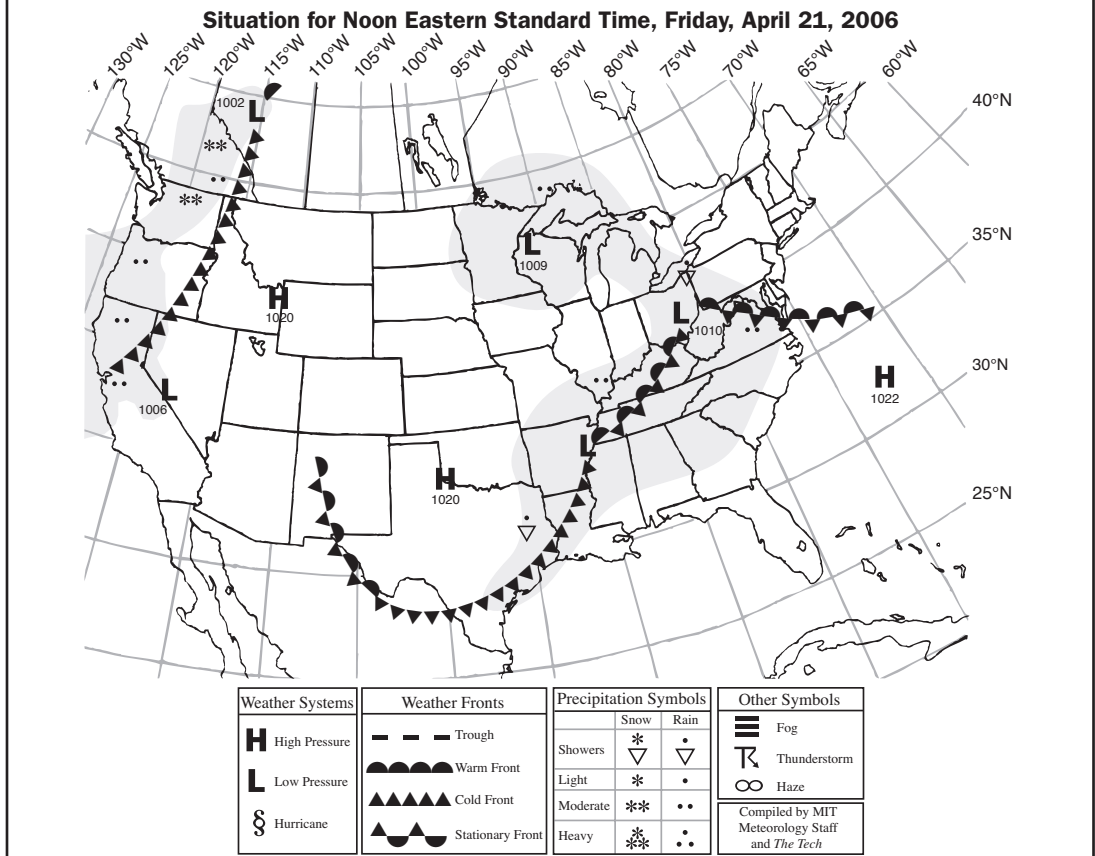 Situation for Noon Eastern Standard Time, Friday, April 21, 2006
130°W 125°W 120°W 115°W 110°W 105°W 100°W 95°W 90°W 85°W 80°W 75°W 70°W 65°W 60°W
40°N
1002 L
35°N
L
1009
H
1020
L
1010
30°N
H
1022
L
1006
L
H
1020
25°N
Weather Systems
H High Pressure
L Low Pressure
§ Hurricane
Weather Fronts
Trough
Warm Front
Cold Front
Stationary Front
Precipitation Symbols
Snow Rain
Showers
Light
Moderate
Heavy
Other Symbols
Fog
Thunderstorm
Haze
Compiled by MIT
Meteorology Staff
and The Tech